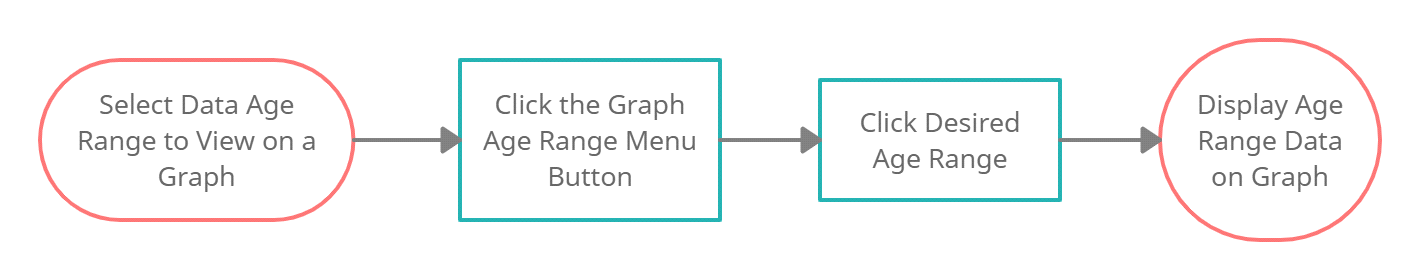 Select Data Age
Range to View on a
Graph
Click the Graph
Age Range Menu
Button
Click Desired
Age Range
Display Age
Range Data
on Graph